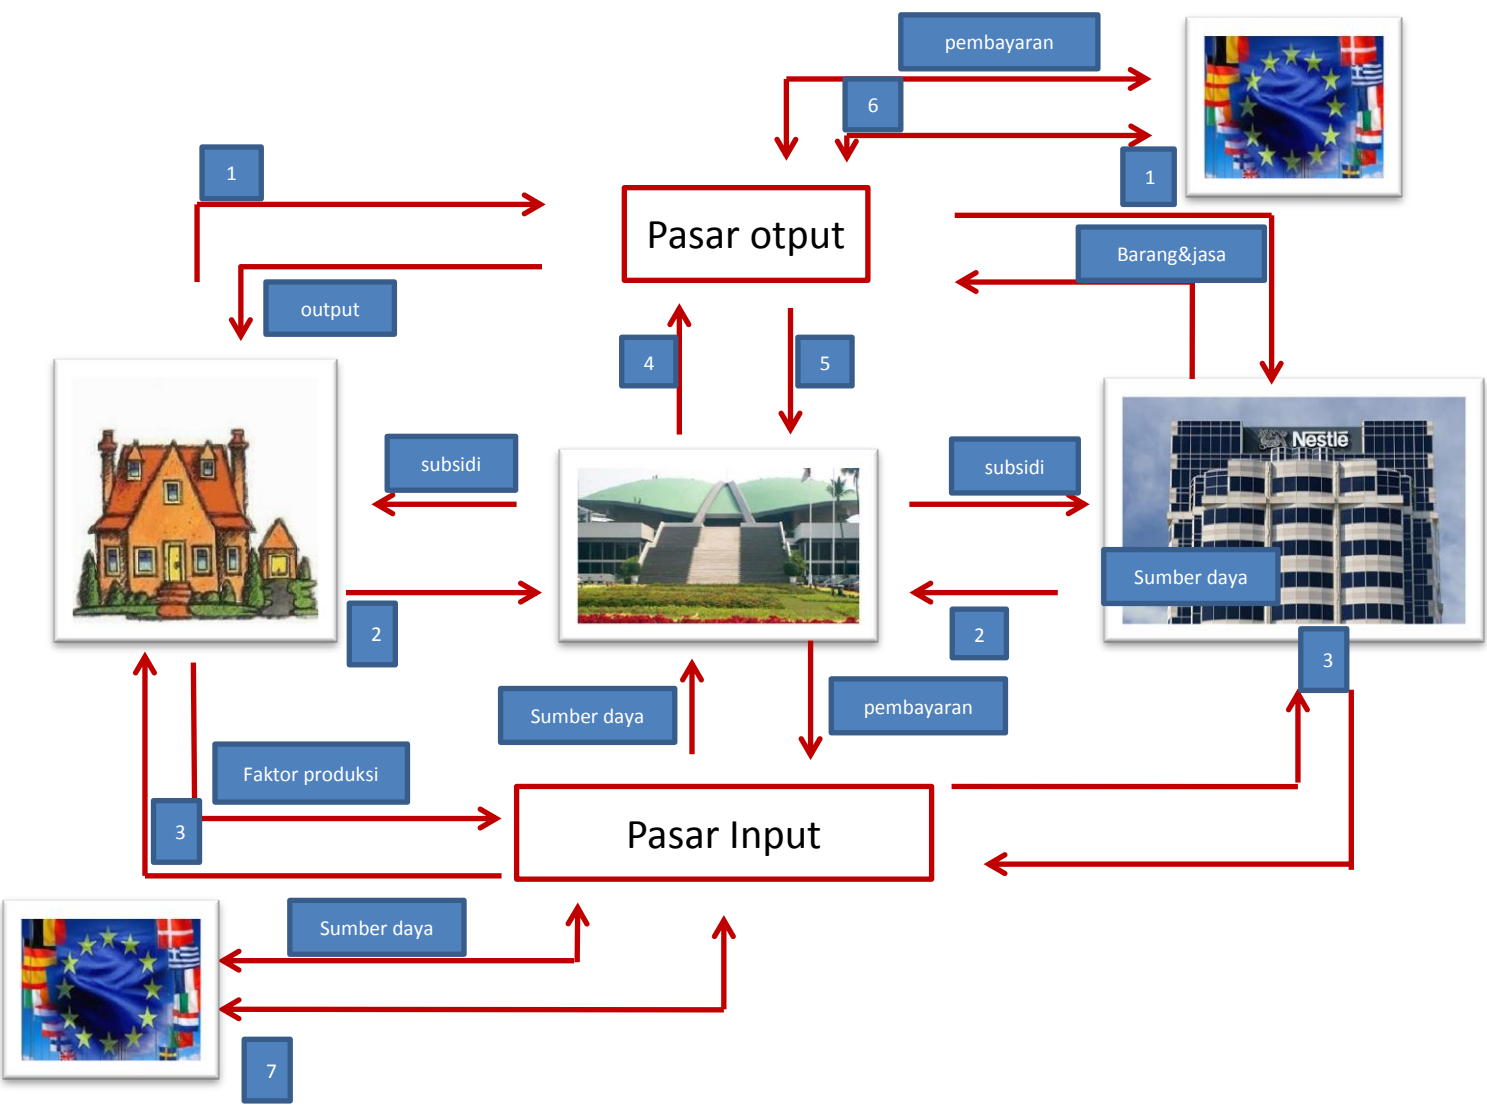 pembayaran
6
1
1
Pasar otput
Barang&jasa
output
4
5
subsidi
subsidi
Nestlé
Sumber daya
2
2
3
Sumber daya
pembayaran
Faktor produksi
3
Pasar Input
Sumber daya
7